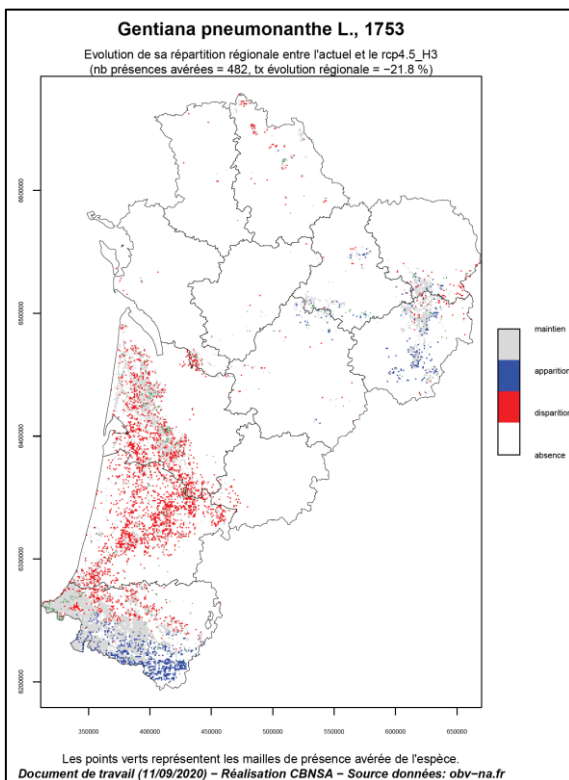 Gentiana pneumonanthe L., 1753
Evolution de sa répartition régionale entre l'actuel et le rcp4.5_H3
(nb présences avérées = 482, tx évolution régionale = −21.8 %)
6600000
6500000
6400000
6300000
6200000
maintien
apparition
disparition
absence
350000 400000 450000 500000 550000 600000 650000
Les points verts représentent les mailles de présence avérée de l'espèce.
Document de travail (11/09/2020) − Réalisation CBNSA − Source données: obv−na.fr